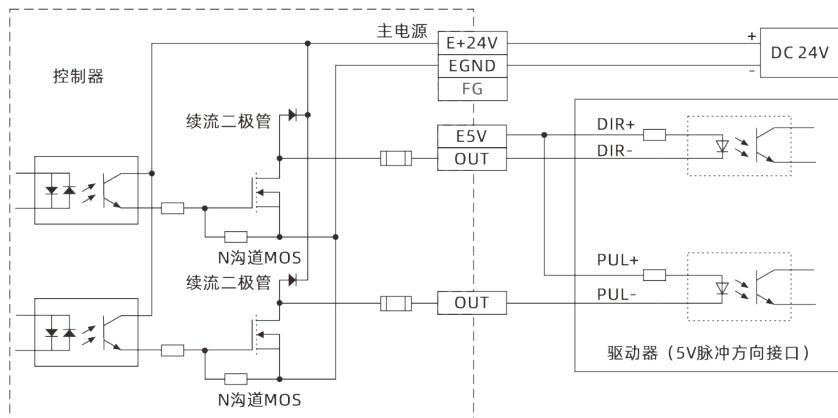 主电源
E+24V
+
DC 24V
EGND
-
控制器
FG
续流二极管
E5V
DIR+
OUT
DIR-
N沟道MOS
续流二极管
PUL+
OUT
PUL-
驱动器（5V脉冲方向接口）
N沟道MOS